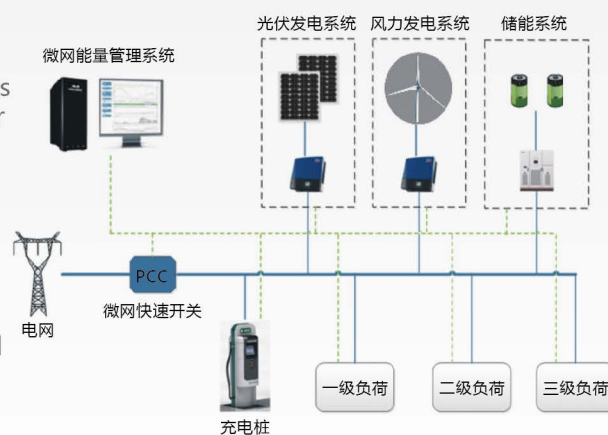 光伏发电系统
风力发电系统
储能系统
微网能量管理系统
s
r
PCC
微网快速开关
电网
充电桩
一级负荷
二级负荷
三级负荷